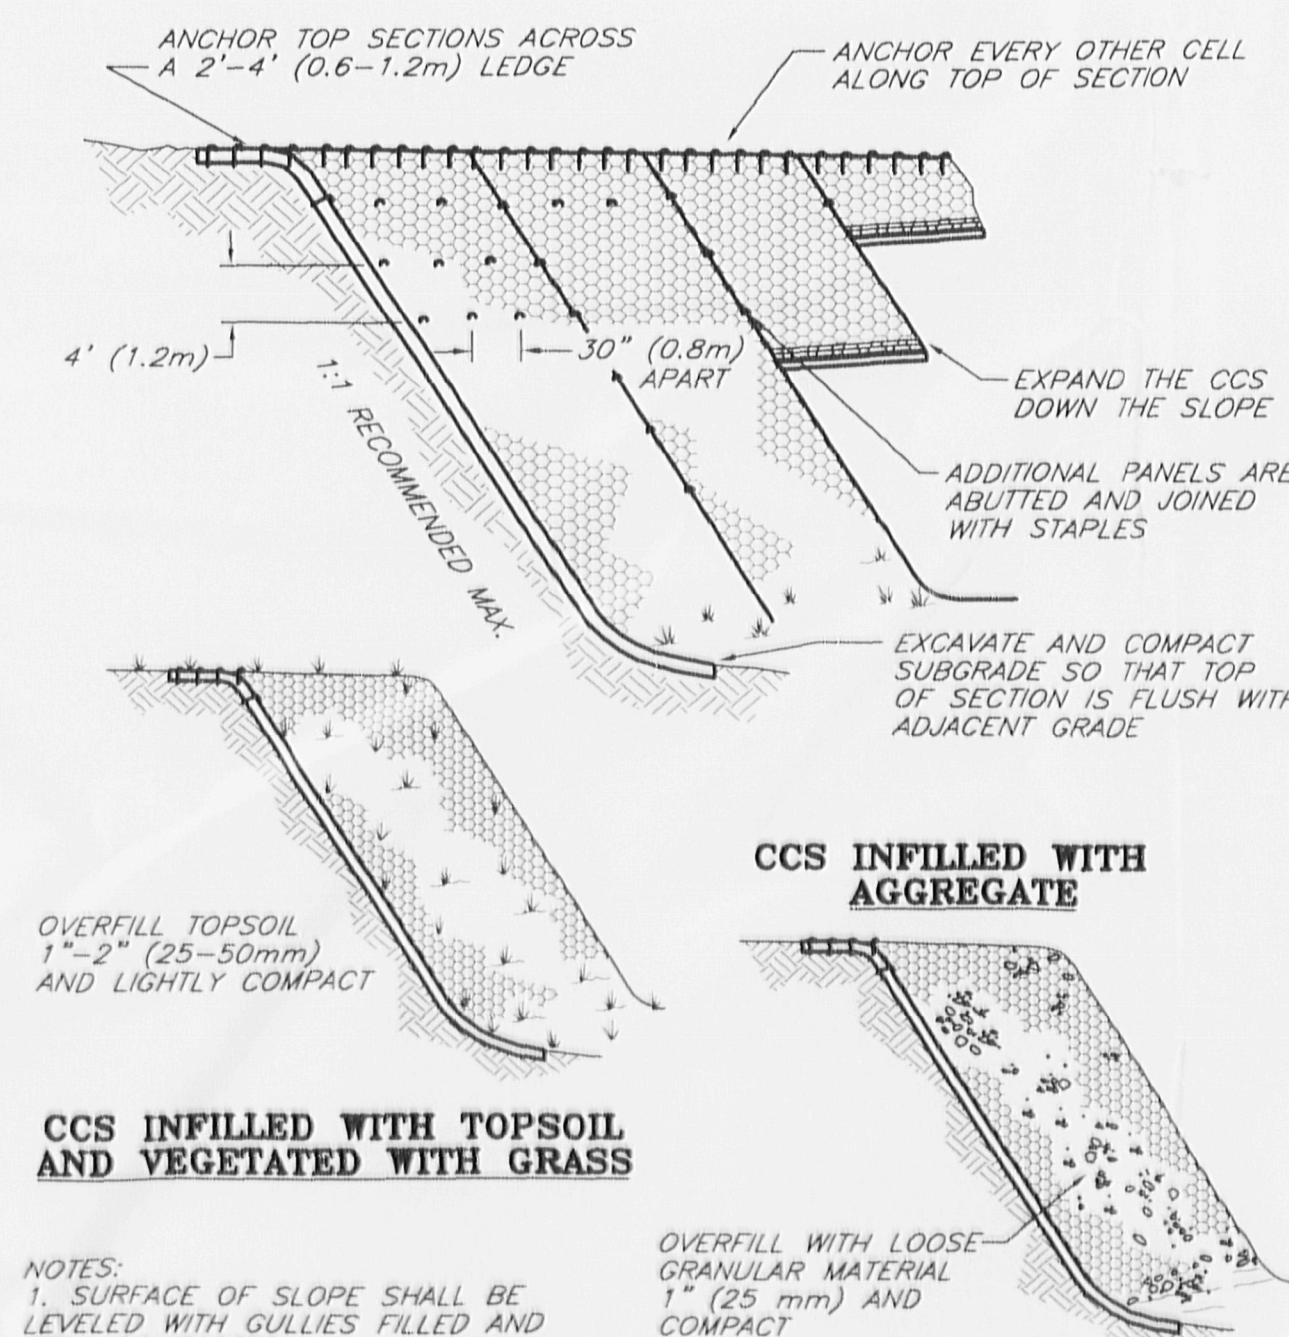 ANCHOR TOP SECTIONS ACROSS
A 2'-4' (0.6-1.2m) LEDGE
ANCHOR EVERY OTHER CELL
ALONG TOP OF SECTION
4' (1.2m)
30" (0.8m)
APART
1:1 RECOMMENDED MAX.
EXPAND THE CCS
DOWN THE SLOPE
ADDITIONAL PANELS ARE
ABUTTED AND JOINED
WITH STAPLES
EXCAVATE AND COMPACT
SUBGRADE SO THAT TOP
OF SECTION IS FLUSH WITH
ADJACENT GRADE
OVERFILL TOPSOIL
1"-2" (25-50mm)
AND LIGHTLY COMPACT
CCS INFILLED WITH TOPSOIL
AND VEGETATED WITH GRASS
CCS INFILLED WITH
AGGREGATE
OVERFILL WITH LOOSE
GRANULAR MATERIAL
1" (25 mm) AND
COMPACT
NOTES:
1. SURFACE OF SLOPE SHALL BE
LEVELED WITH GULLIES FILLED AND